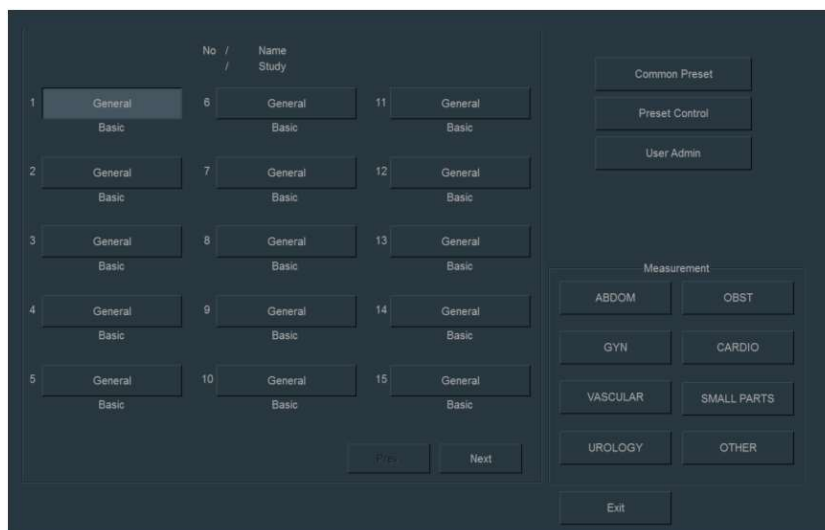 No / Name
/ Study
Common Preset
Preset Control
User Admin
1 General 6 General 11 General
Basic Basic Basic
2 General 7 General 12 General
Basic Basic Basic
3 General 8 General 13 General
Basic Basic Basic
4 General 9 General 14 General
Basic Basic Basic
5 General 10 General 15 General
Basic Basic Basic
Prev Next
Measurement
ABDOM OBST
GYN CARDIO
VASCULAR SMALL PARTS
UROLOGY OTHER
Exit